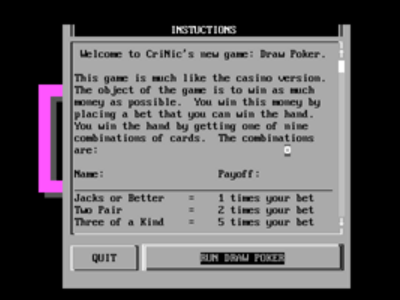 INSTUCTIONS
Welcome to CriNic's new game: Draw Poker.
This game is much like the casino version.
The object of the game is to win as much
money as possible.  You win this money by
placing a bet that you can win the hand.
You win the hand by getting one of nine
combinations of cards.  The combinations
are:
Name: Payoff:
Jacks or Better = 1 times your bet
Two Pair = 2 times your bet
Three of a Kind = 5 times your bet
QUIT RUN DRAW POKER